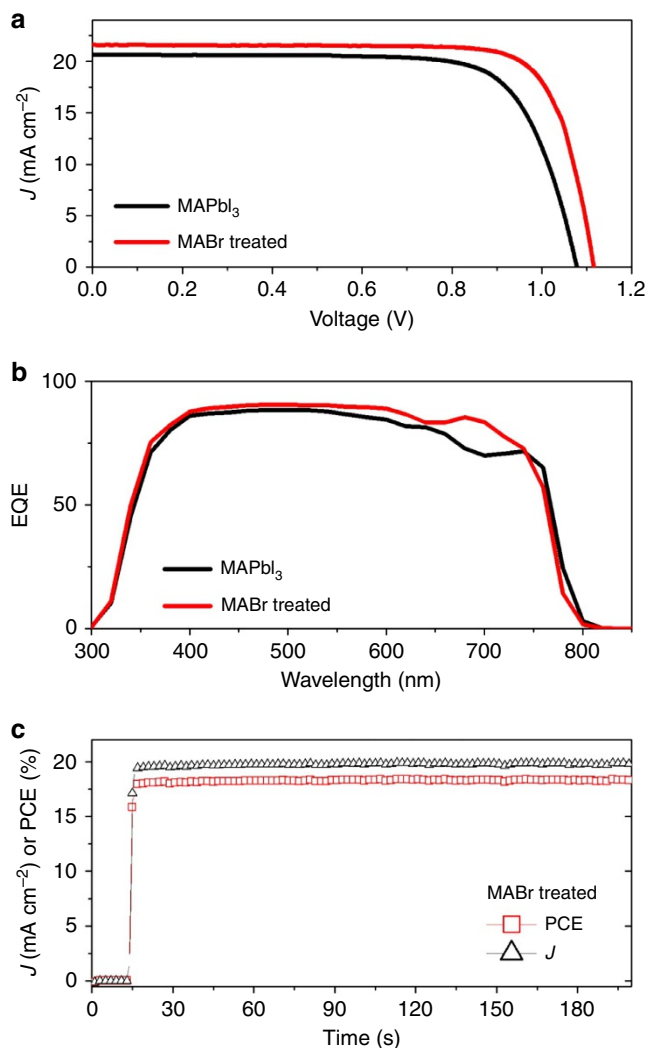 a
J (mA cm⁻²)
20
15
10
5
0
MAPbI₃
MABr treated
0.0 0.2 0.4 0.6 0.8 1.0 1.2
Voltage (V)
b
EQE
100
50
0
MAPbI₃
MABr treated
300 400 500 600 700 800
Wavelength (nm)
c
J (mA cm⁻²) or PCE (%)
20
15
10
5
0
MABr treated
PCE
J
0 30 60 90 120 150 180
Time (s)